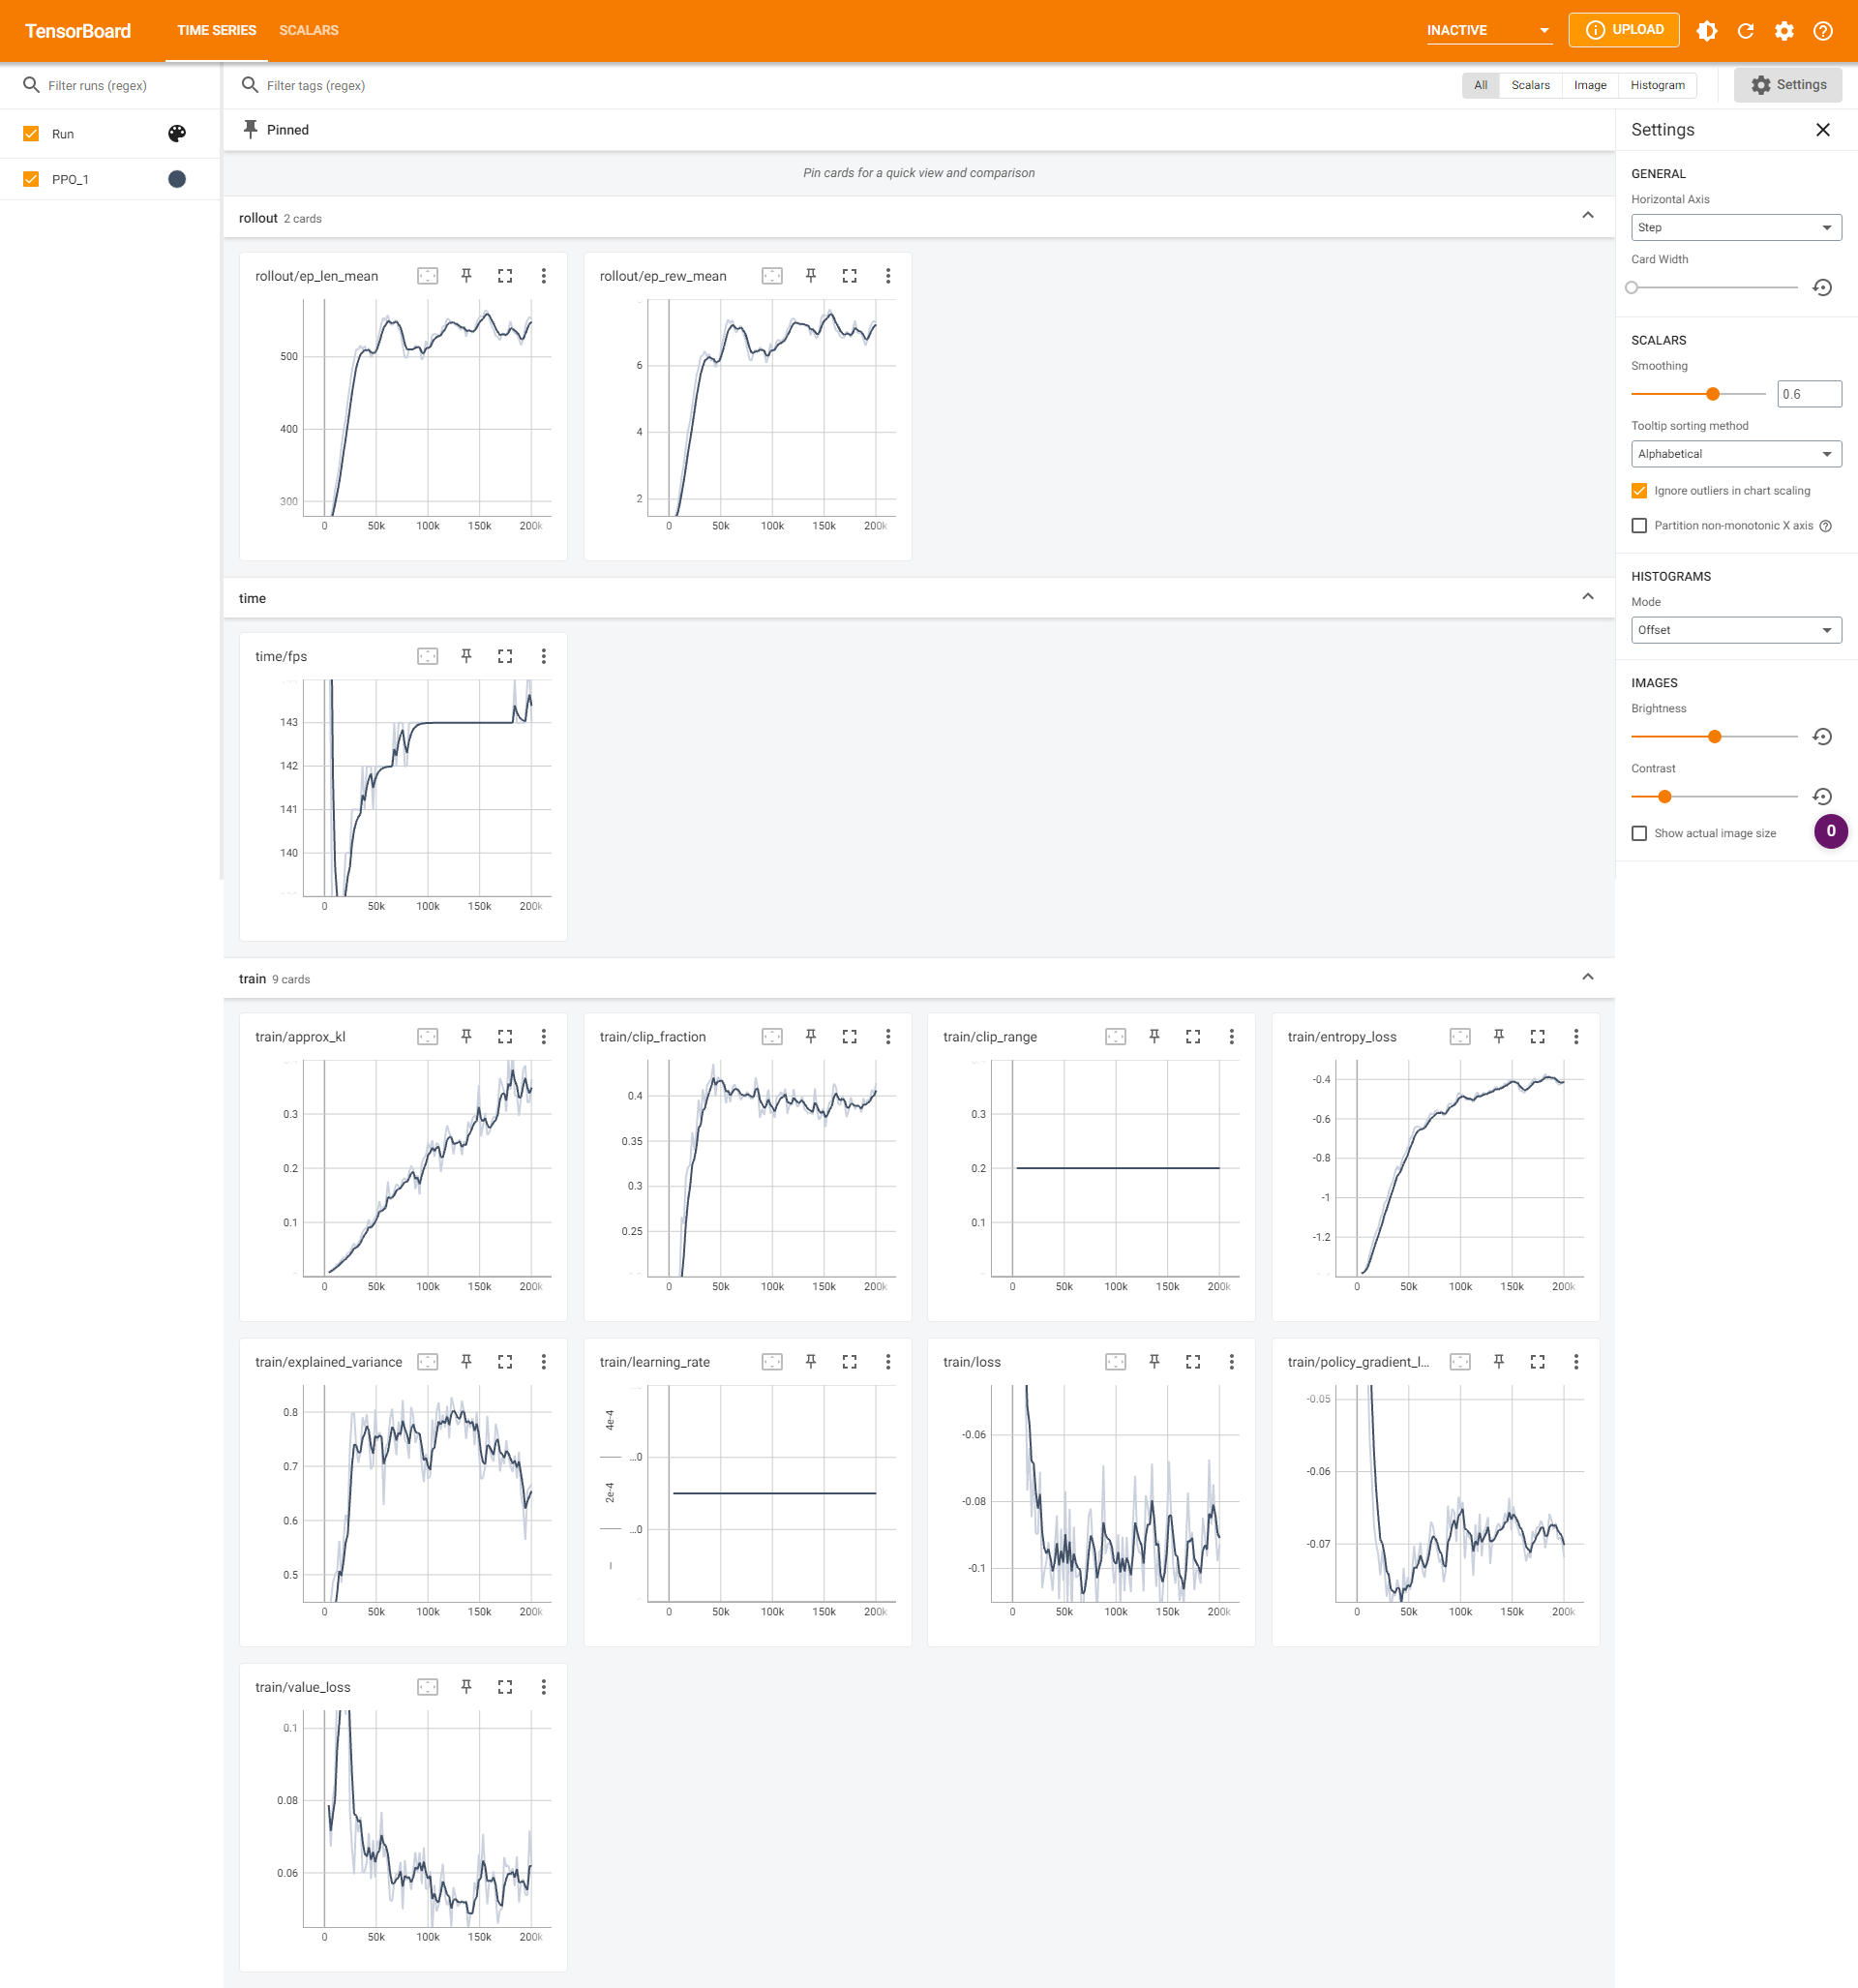 TensorBoard
TIME SERIES
SCALARS
INACTIVE
UPLOAD
Filter runs (regex)
Filter tags (regex)
All
Scalars
Image
Histogram
Settings
Run
PPO_1
Pinned
Pin cards for a quick view and comparison
rollout 2 cards
rollout/ep_len_mean
500
400
300
0 50k 100k 150k 200k
rollout/ep_rew_mean
6
4
2
0 50k 100k 150k 200k
time
time/fps
143
142
141
140
0 50k 100k 150k 200k
train 9 cards
train/approx_kl
0.3
0.2
0.1
0 50k 100k 150k 200k
train/clip_fraction
0.4
0.35
0.3
0.25
0 50k 100k 150k 200k
train/clip_range
0.3
0.2
0.1
0 50k 100k 150k 200k
train/entropy_loss
-0.4
-0.6
-0.8
-1
-1.2
0 50k 100k 150k 200k
train/explained_variance
0.8
0.7
0.6
0.5
0 50k 100k 150k 200k
train/learning_rate
4e-4
...0
2e-4
...0
0 50k 100k 150k 200k
train/loss
-0.06
-0.08
-0.1
0 50k 100k 150k 200k
train/policy_gradient_l...
-0.05
-0.06
-0.07
0 50k 100k 150k 200k
train/value_loss
0.1
0.08
0.06
0 50k 100k 150k 200k
Settings
GENERAL
Horizontal Axis
Step
Card Width
SCALARS
Smoothing
0.6
Tooltip sorting method
Alphabetical
Ignore outliers in chart scaling
Partition non-monotonic X axis
HISTOGRAMS
Mode
Offset
IMAGES
Brightness
Contrast
Show actual image size
0